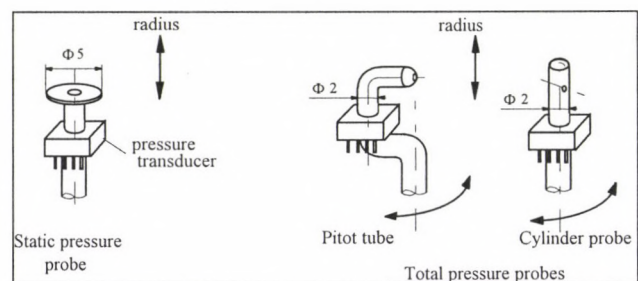 radius
Φ 5
pressure
transducer
Static pressure
probe
radius
Φ 2
Φ 2
Pitot tube
Cylinder probe
Total pressure probes